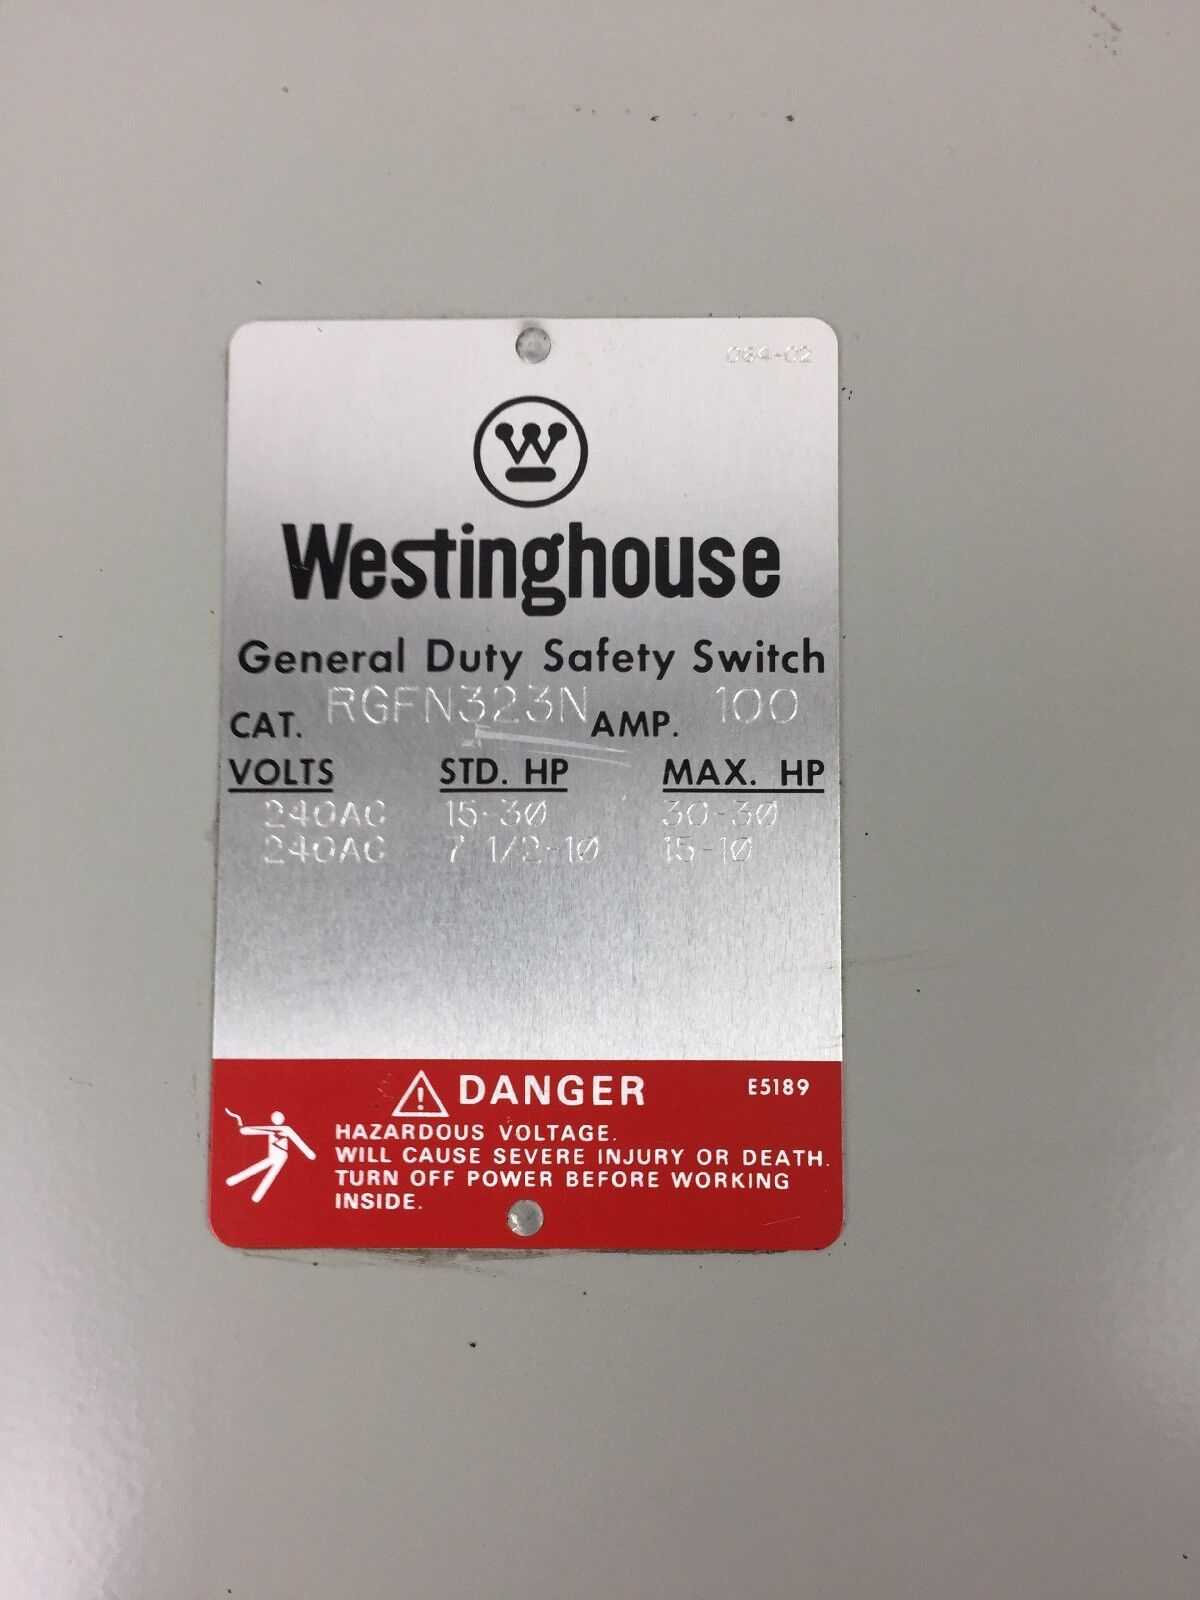 064-02
W
Westinghouse
General Duty Safety Switch
CAT. RGFN323N AMP. 100
VOLTS STD. HP MAX. HP
240AC 15-3Ø 30-3Ø
240AC 7 1/2-1Ø 15-1Ø
DANGER E5189
HAZARDOUS VOLTAGE.
WILL CAUSE SEVERE INJURY OR DEATH.
TURN OFF POWER BEFORE WORKING
INSIDE.